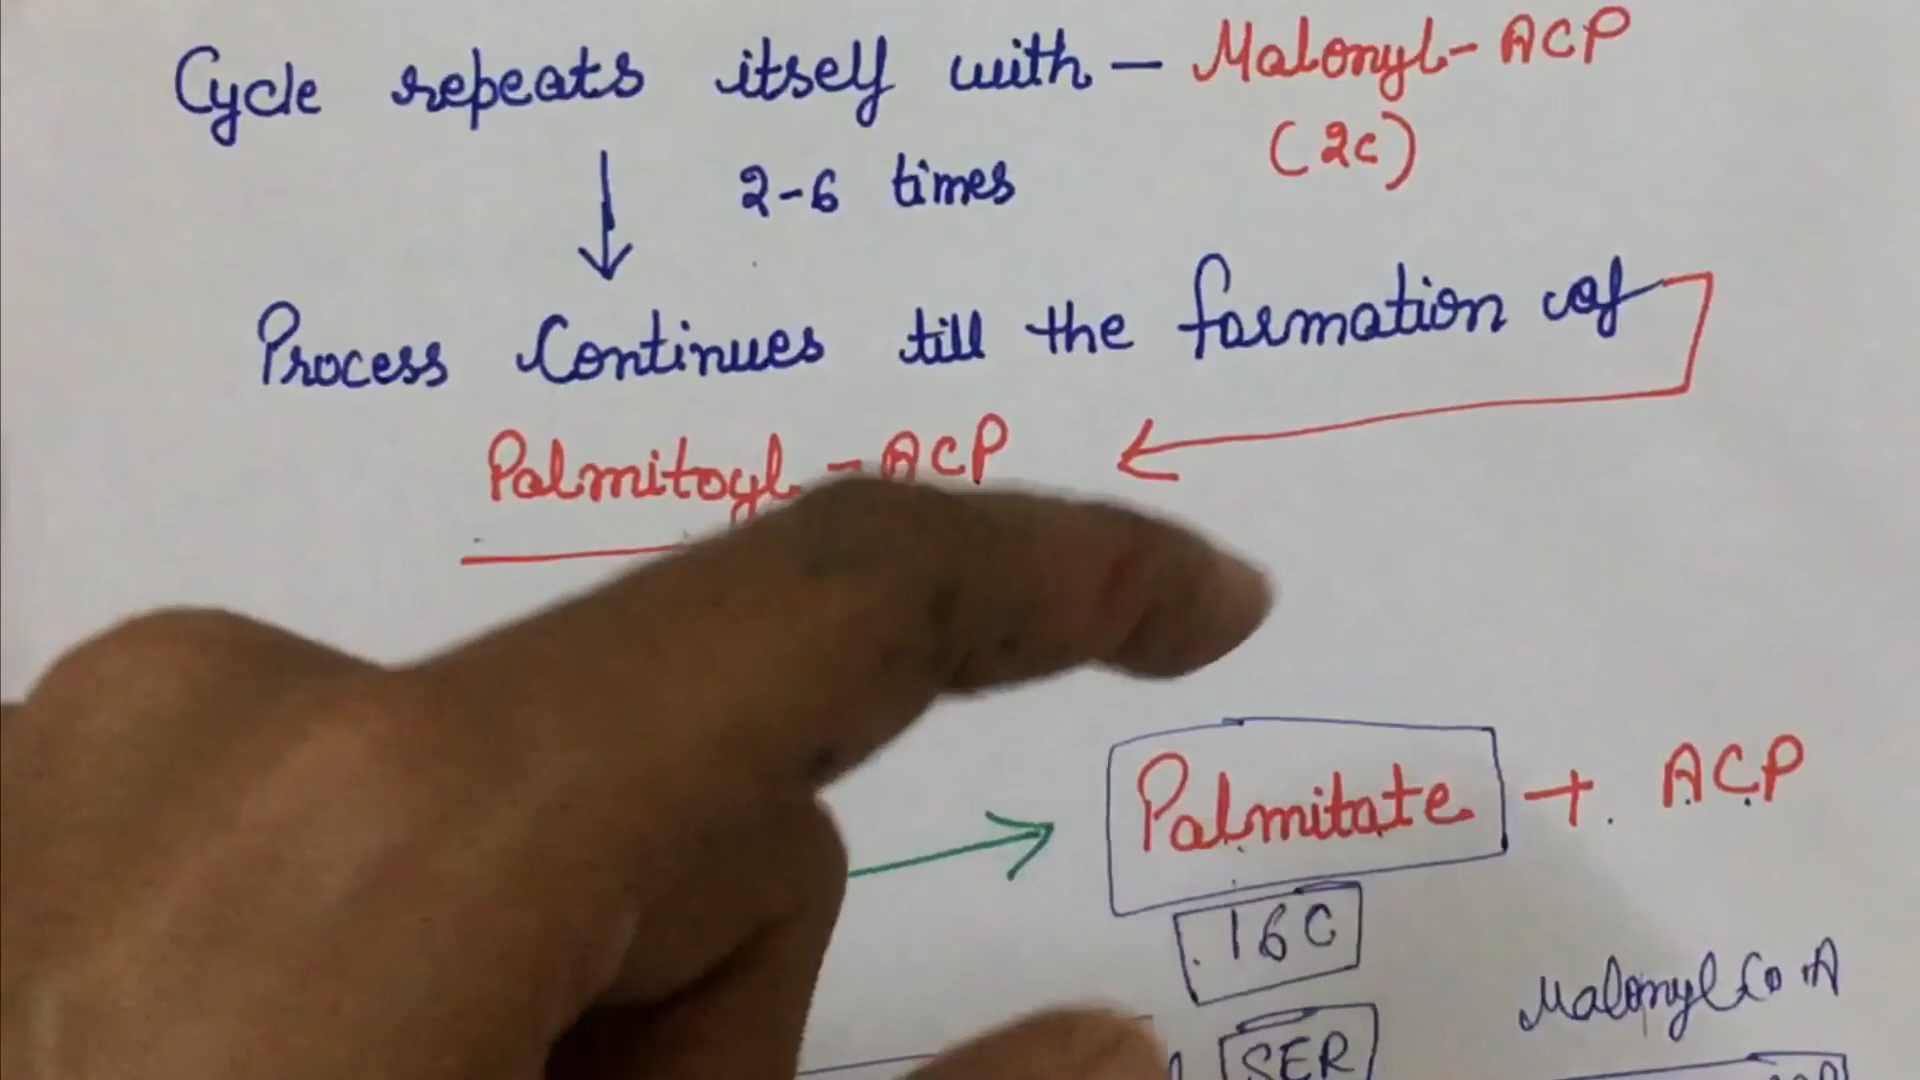 Cycle repeats itself with - Malonyl-ACP
(2C)
2-6 times
Process Continues till the formation of
Palmitoyl - ACP
Palmitate + ACP
16C
Malonyl Co A
SER